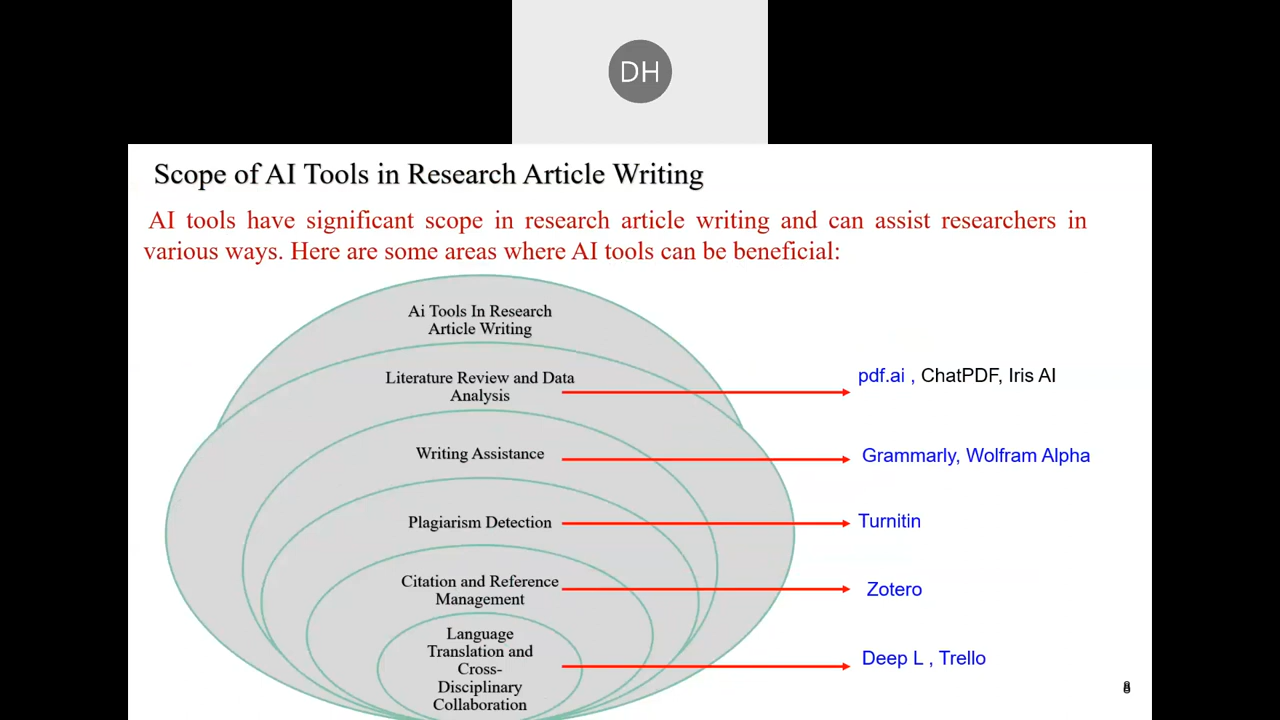 DH
Scope of AI Tools in Research Article Writing
AI tools have significant scope in research article writing and can assist researchers in
various ways. Here are some areas where AI tools can be beneficial:
Ai Tools In Research
Article Writing
Literature Review and Data
Analysis
pdf.ai , ChatPDF, Iris AI
Writing Assistance
Grammarly, Wolfram Alpha
Plagiarism Detection
Turnitin
Citation and Reference
Management
Zotero
Language
Translation and
Cross-
Disciplinary
Collaboration
Deep L , Trello